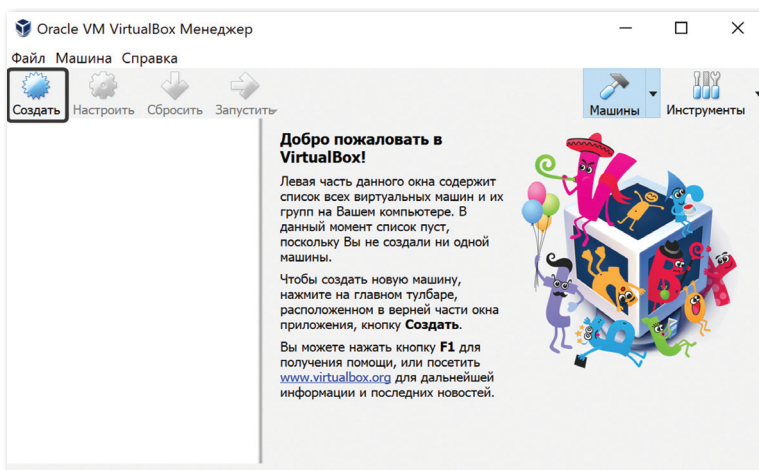 Oracle VM VirtualBox Менеджер
Файл Машина Справка
Создать Настроить Сбросить Запустить Машины Инструменты
Добро пожаловать в
VirtualBox!
Левая часть данного окна содержит
список всех виртуальных машин и их
групп на Вашем компьютере. В
данный момент список пуст,
поскольку Вы не создали ни одной
машины.
Чтобы создать новую машину,
нажмите на главном тулбаре,
расположенном в верней части окна
приложения, кнопку Создать.
Вы можете нажать кнопку F1 для
получения помощи, или посетить
www.virtualbox.org для дальнейшей
информации и последних новостей.